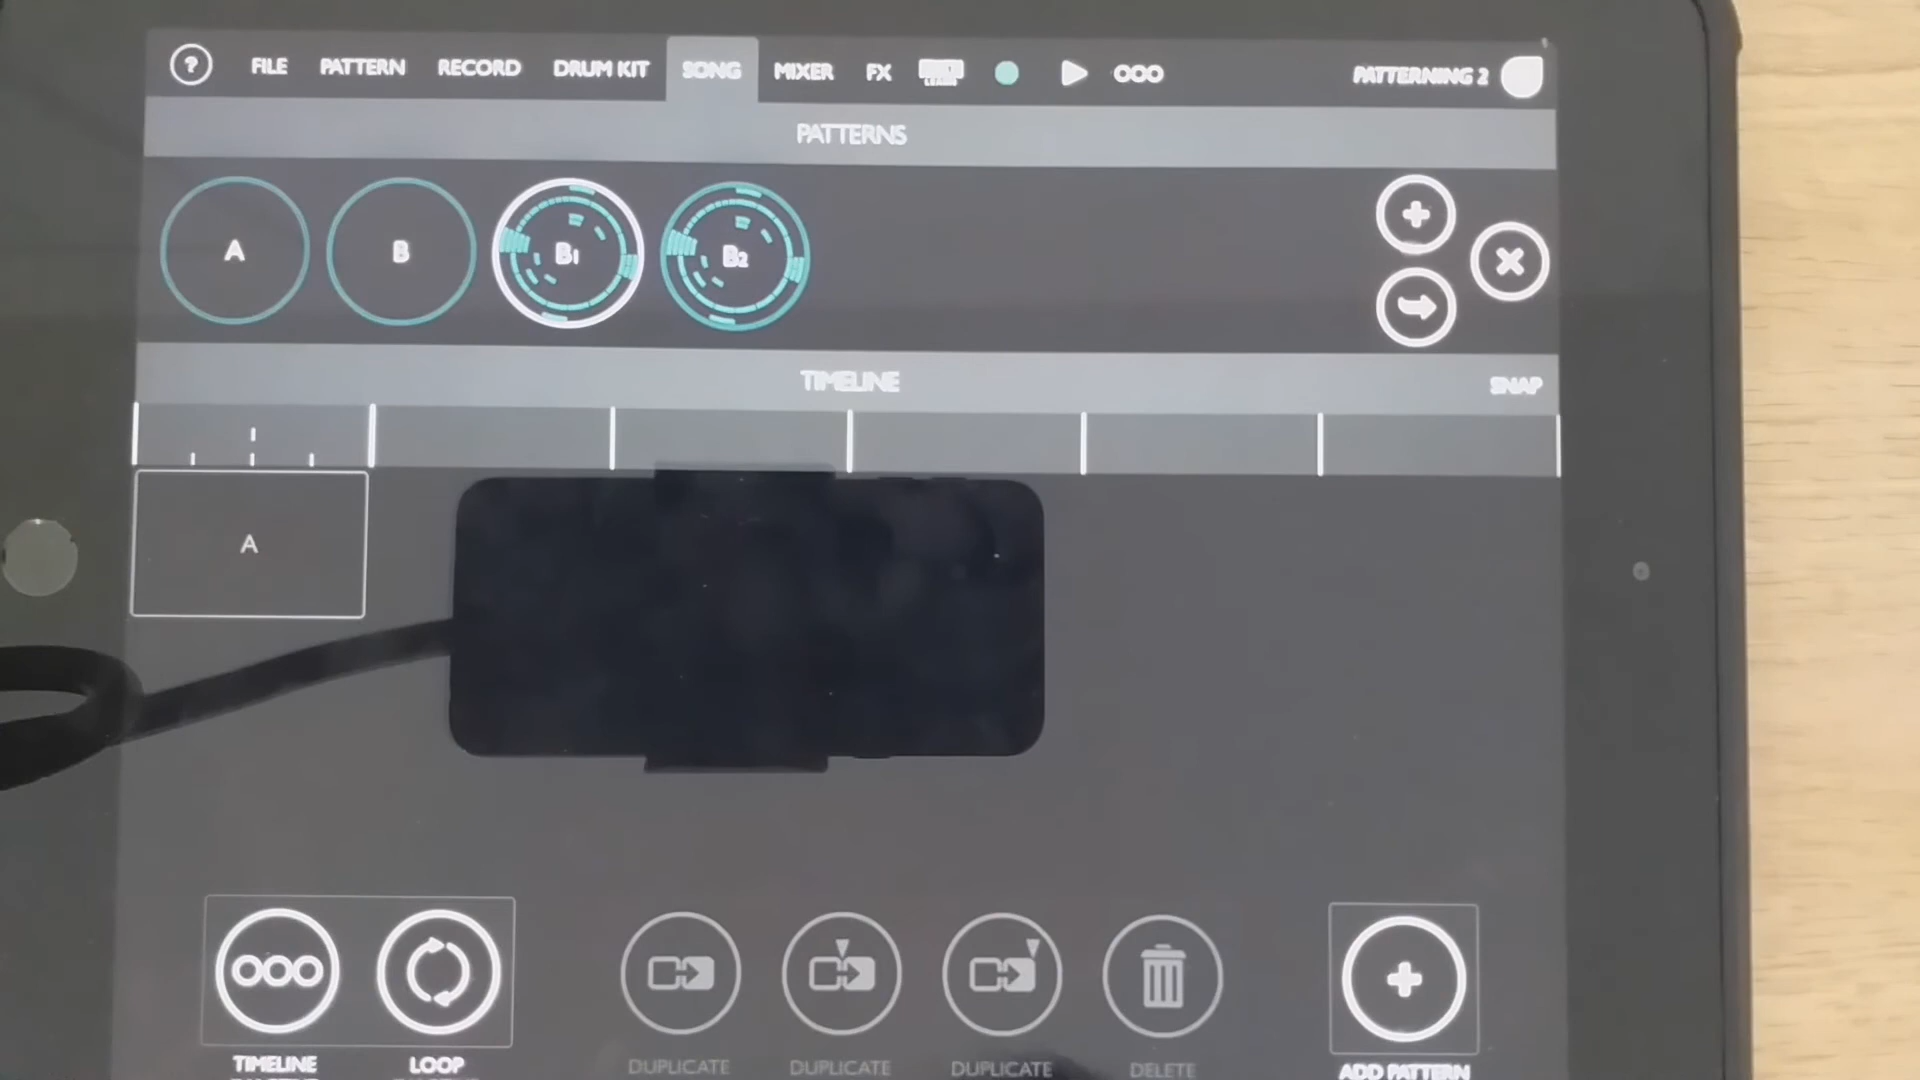 ? FILE PATTERN RECORD DRUM KIT SONG MIXER FX PATTERNING 2
PATTERNS
A B B1 B2
TIMELINE SNAP
A
TIMELINE LOOP DUPLICATE DUPLICATE DUPLICATE DELETE ADD PATTERN